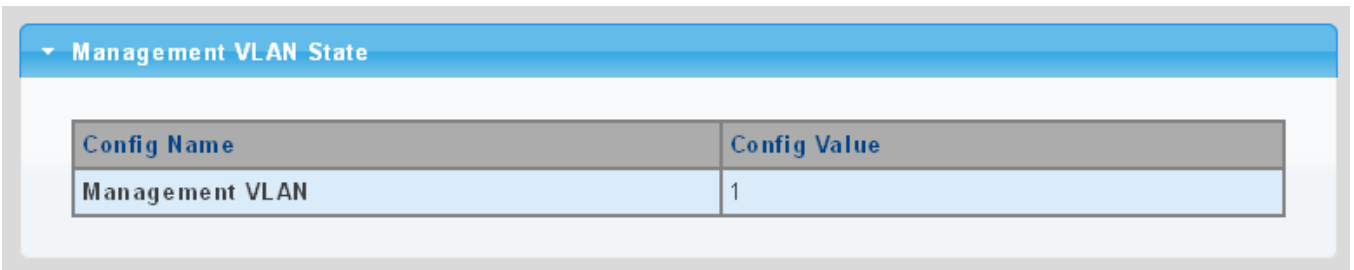 Management VLAN State
Config Name Config Value
Management VLAN 1